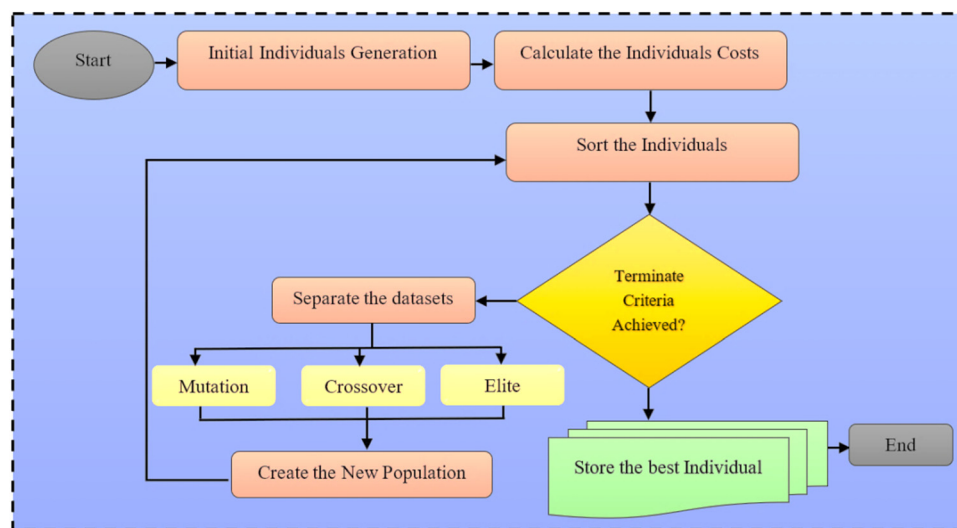 Start
Initial Individuals Generation
Calculate the Individuals Costs
Sort the Individuals
Terminate
Criteria
Achieved?
Separate the datasets
Mutation
Crossover
Elite
Create the New Population
Store the best Individual
End